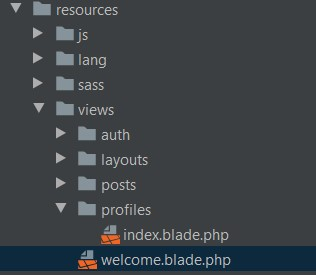 resources
js
lang
sass
views
auth
layouts
posts
profiles
index.blade.php
welcome.blade.php